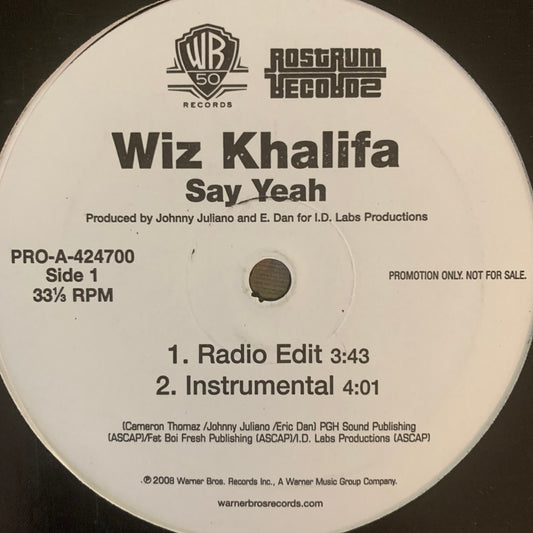 WB
50
RECORDS
ROSTRUM
RECORDS
Wiz Khalifa
Say Yeah
Produced by Johnny Juliano and E. Dan for I.D. Labs Productions
PRO-A-424700
Side 1
33⅓ RPM
PROMOTION ONLY. NOT FOR SALE.
1. Radio Edit 3:43
2. Instrumental 4:01
(Cameron Thomaz /Johnny Juliano /Eric Dan) PGH Sound Publishing
(ASCAP)/Fat Boi Fresh Publishing (ASCAP)/I.D. Labs Productions (ASCAP)
℗ 2008 Warner Bros. Records Inc., A Warner Music Group Company.
warnerbrosrecords.com